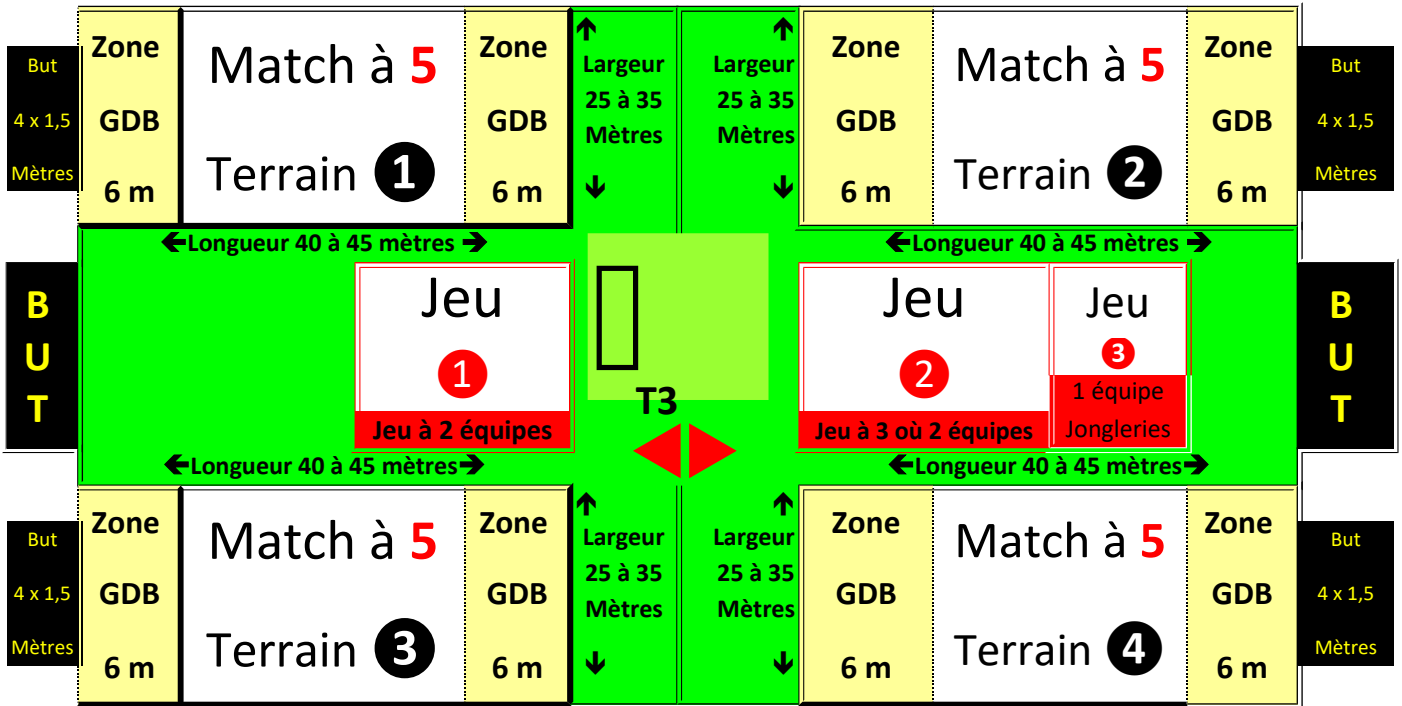 But
4 x 1,5
Mètres
Zone
GDB
6 m
Match à 5
Terrain 1
Zone
GDB
6 m
Largeur
25 à 35
Mètres
Largeur
25 à 35
Mètres
Zone
GDB
6 m
Match à 5
Terrain 2
Zone
GDB
6 m
But
4 x 1,5
Mètres
Longueur 40 à 45 mètres
Longueur 40 à 45 mètres
BUT
Jeu
1
Jeu à 2 équipes
T3
Jeu
2
Jeu à 3 où 2 équipes
Jeu
3
1 équipe
Jongleries
BUT
Longueur 40 à 45 mètres
Longueur 40 à 45 mètres
But
4 x 1,5
Mètres
Zone
GDB
6 m
Match à 5
Terrain 3
Zone
GDB
6 m
Largeur
25 à 35
Mètres
Largeur
25 à 35
Mètres
Zone
GDB
6 m
Match à 5
Terrain 4
Zone
GDB
6 m
But
4 x 1,5
Mètres